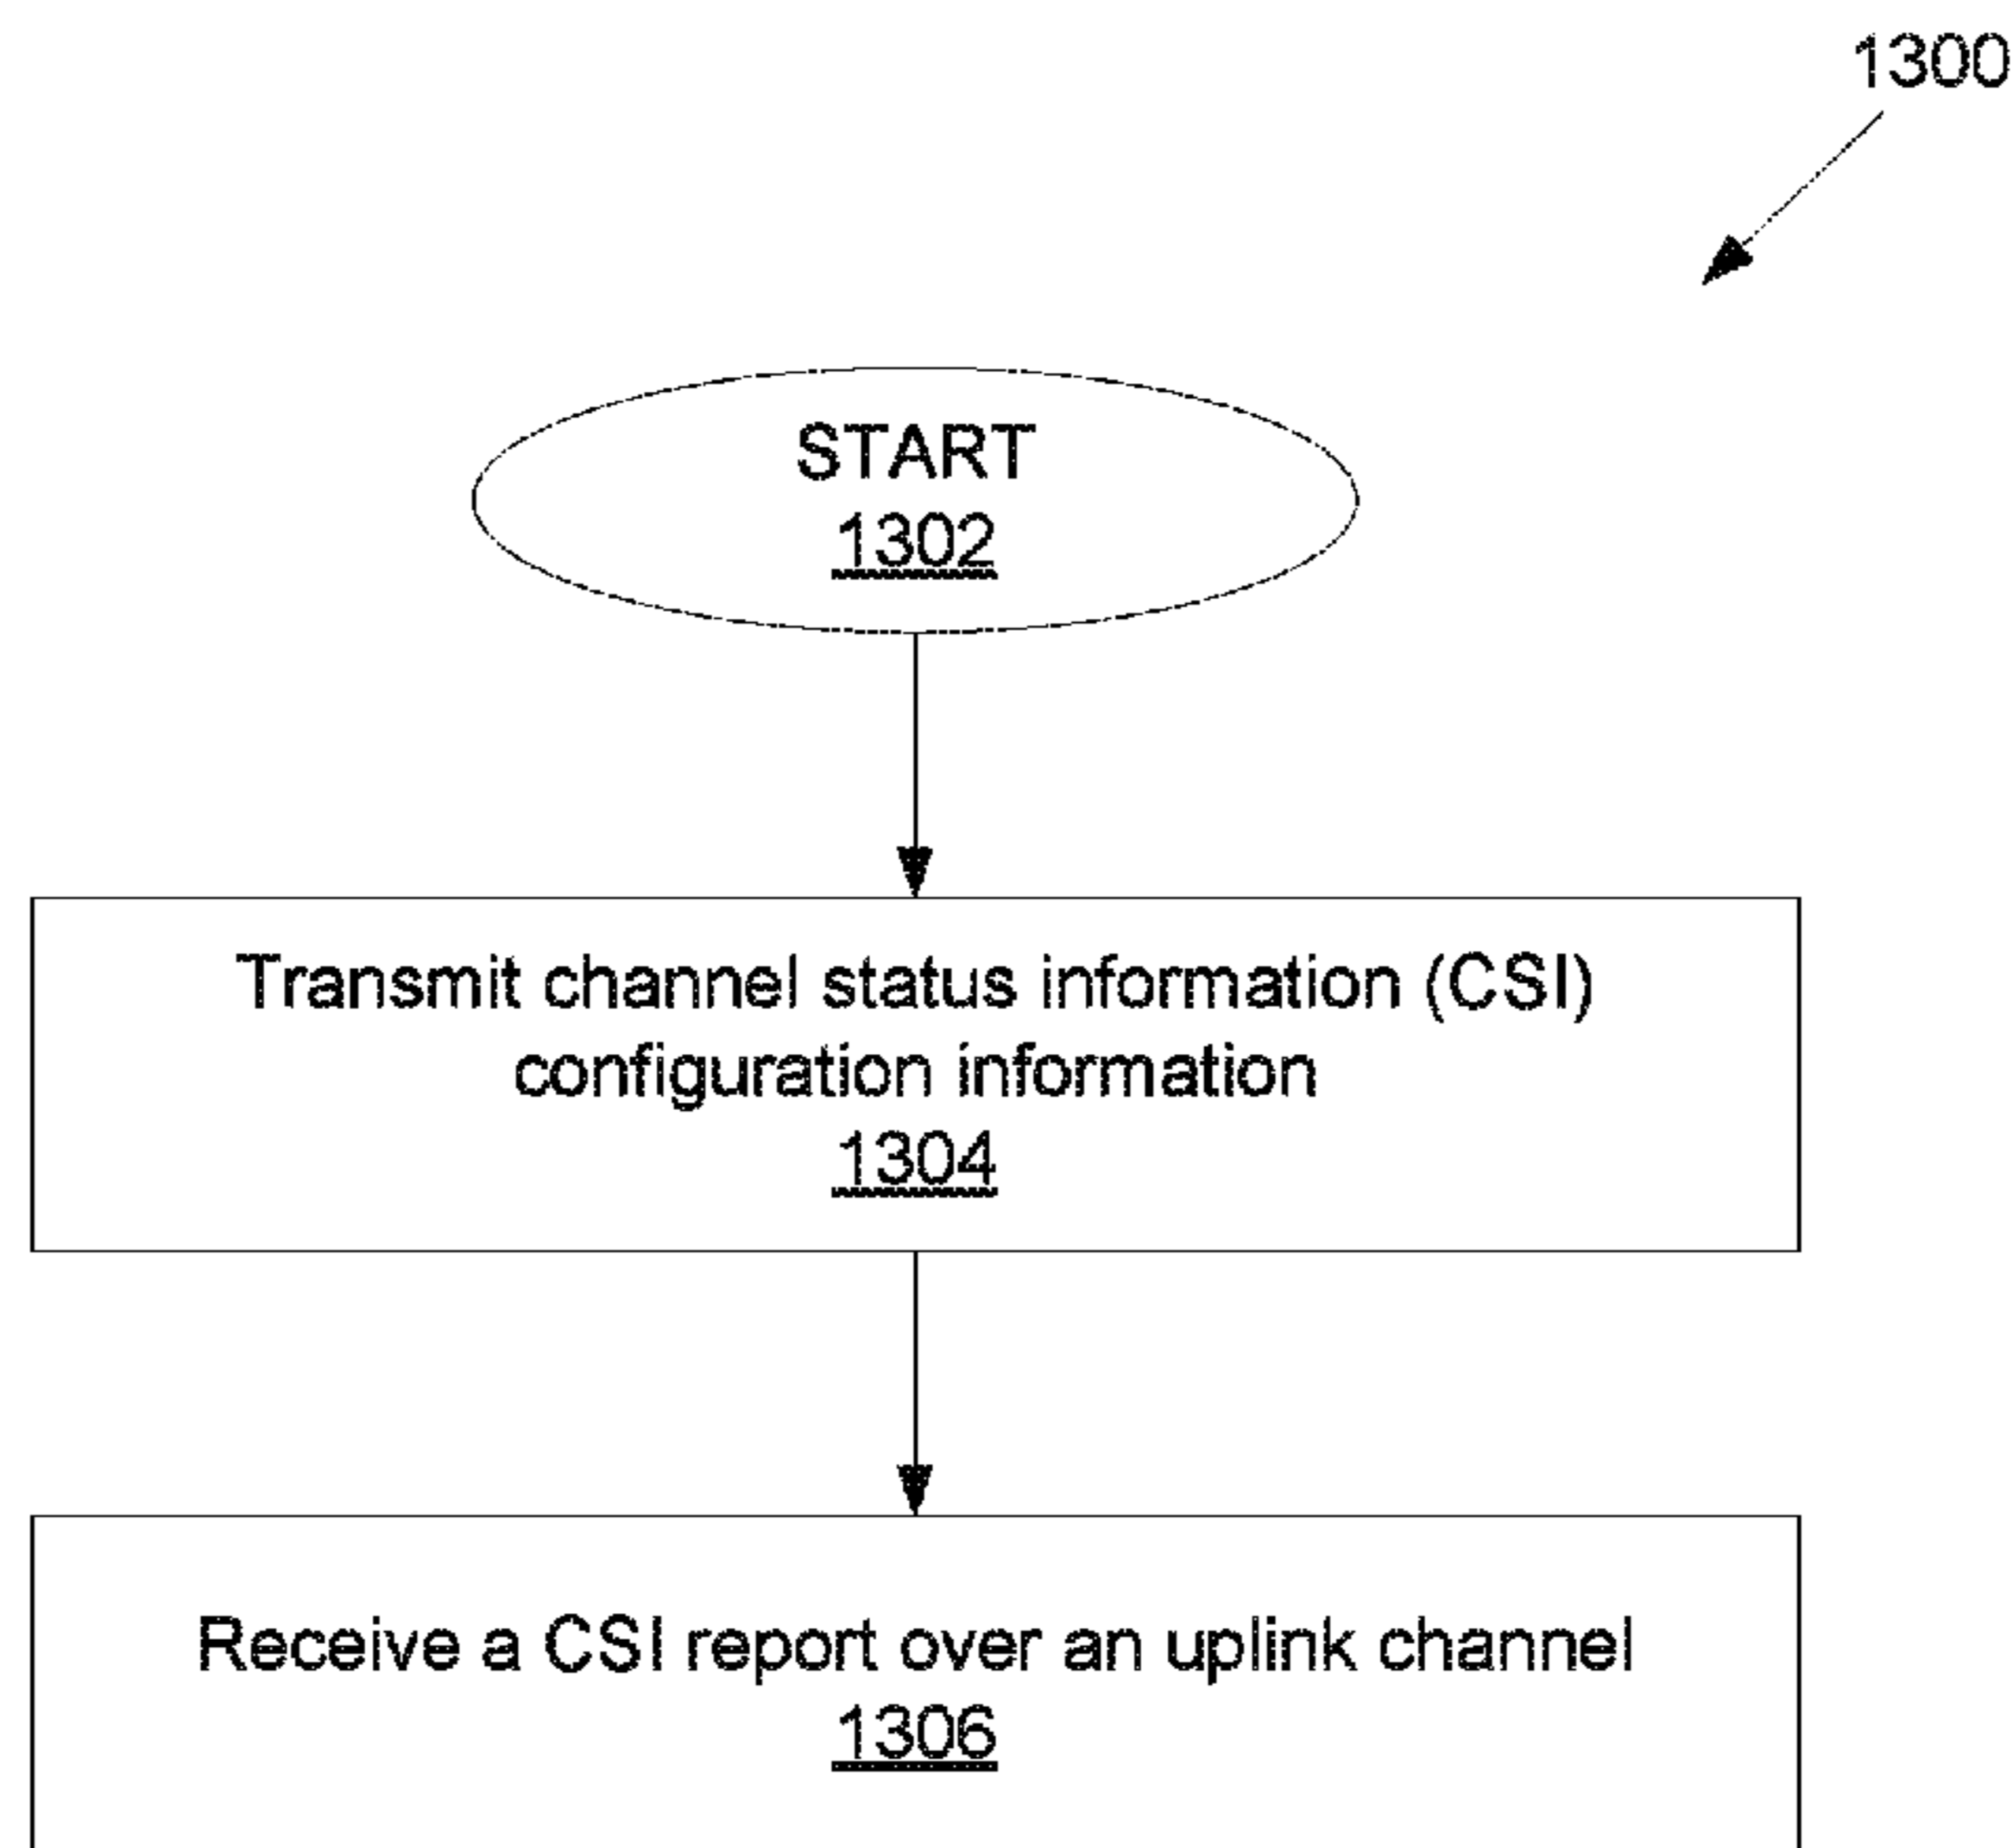 1300
START
1302
Transmit channel status information (CSI)
configuration information
1304
Receive a CSI report over an uplink channel
1306